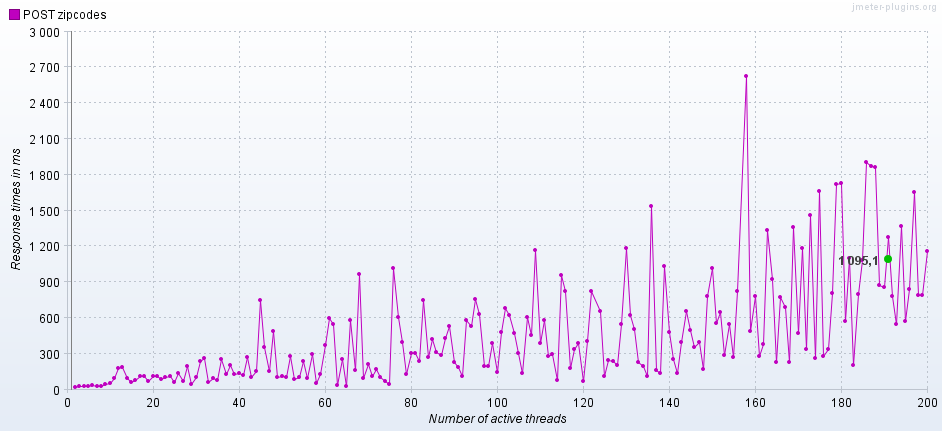 jmeter-plugins.org
POST zipcodes
3 000
2 700
2 400
2 100
1 800
1 500
1 200
900
600
300
0
Response times in ms
1 095,1
0 20 40 60 80 100 120 140 160 180 200
Number of active threads